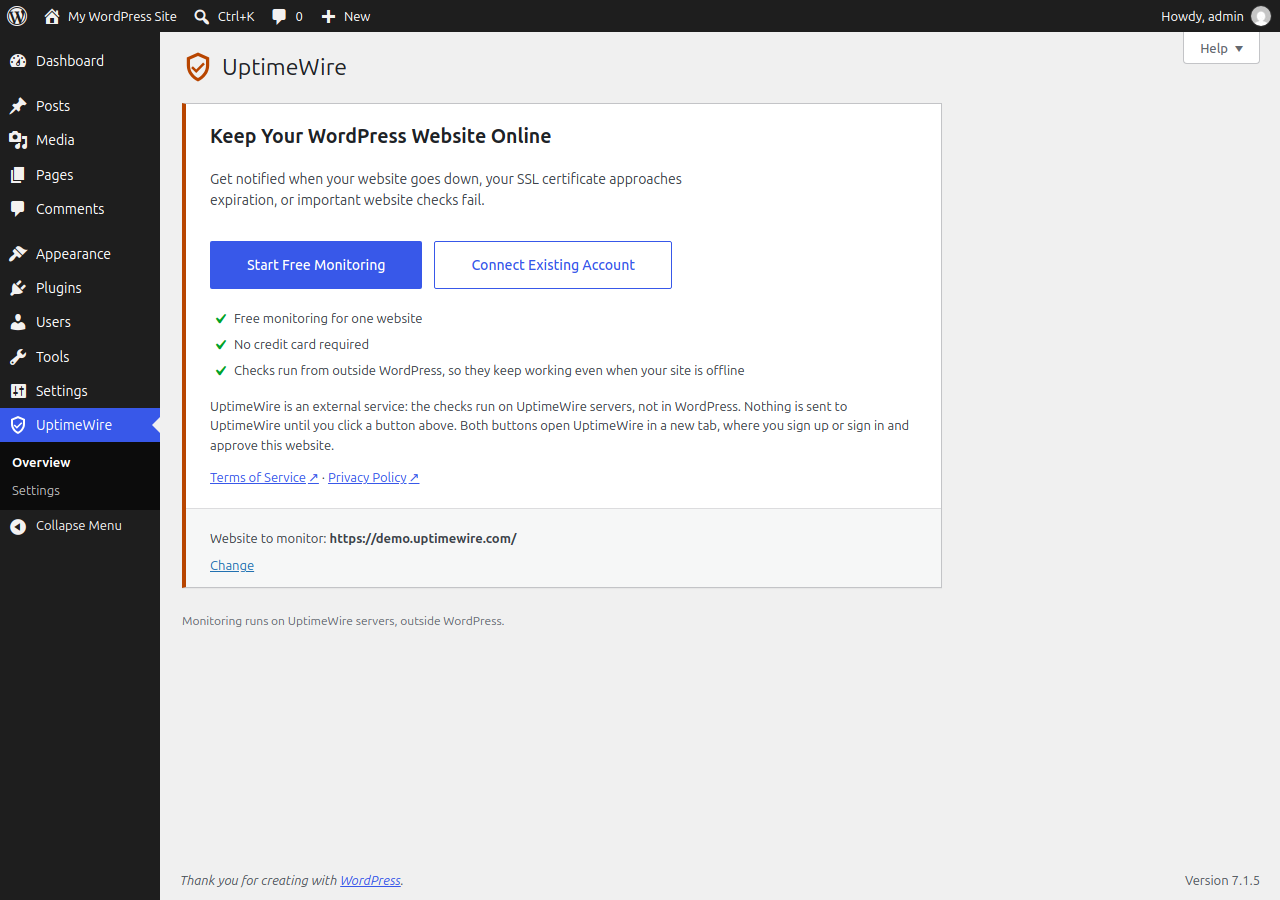 My WordPress Site
Ctrl+K
0
New
Howdy, admin
Help
Dashboard
Posts
Media
Pages
Comments
Appearance
Plugins
Users
Tools
Settings
UptimeWire
Overview
Settings
Collapse Menu
UptimeWire
Keep Your WordPress Website Online
Get notified when your website goes down, your SSL certificate approaches
expiration, or important website checks fail.
Start Free Monitoring
Connect Existing Account
Free monitoring for one website
No credit card required
Checks run from outside WordPress, so they keep working even when your site is offline
UptimeWire is an external service: the checks run on UptimeWire servers, not in WordPress. Nothing is sent to
UptimeWire until you click a button above. Both buttons open UptimeWire in a new tab, where you sign up or sign in and
approve this website.
Terms of Service ↗ · Privacy Policy ↗
Website to monitor: https://demo.uptimewire.com/
Change
Monitoring runs on UptimeWire servers, outside WordPress.
Thank you for creating with WordPress.
Version 7.1.5